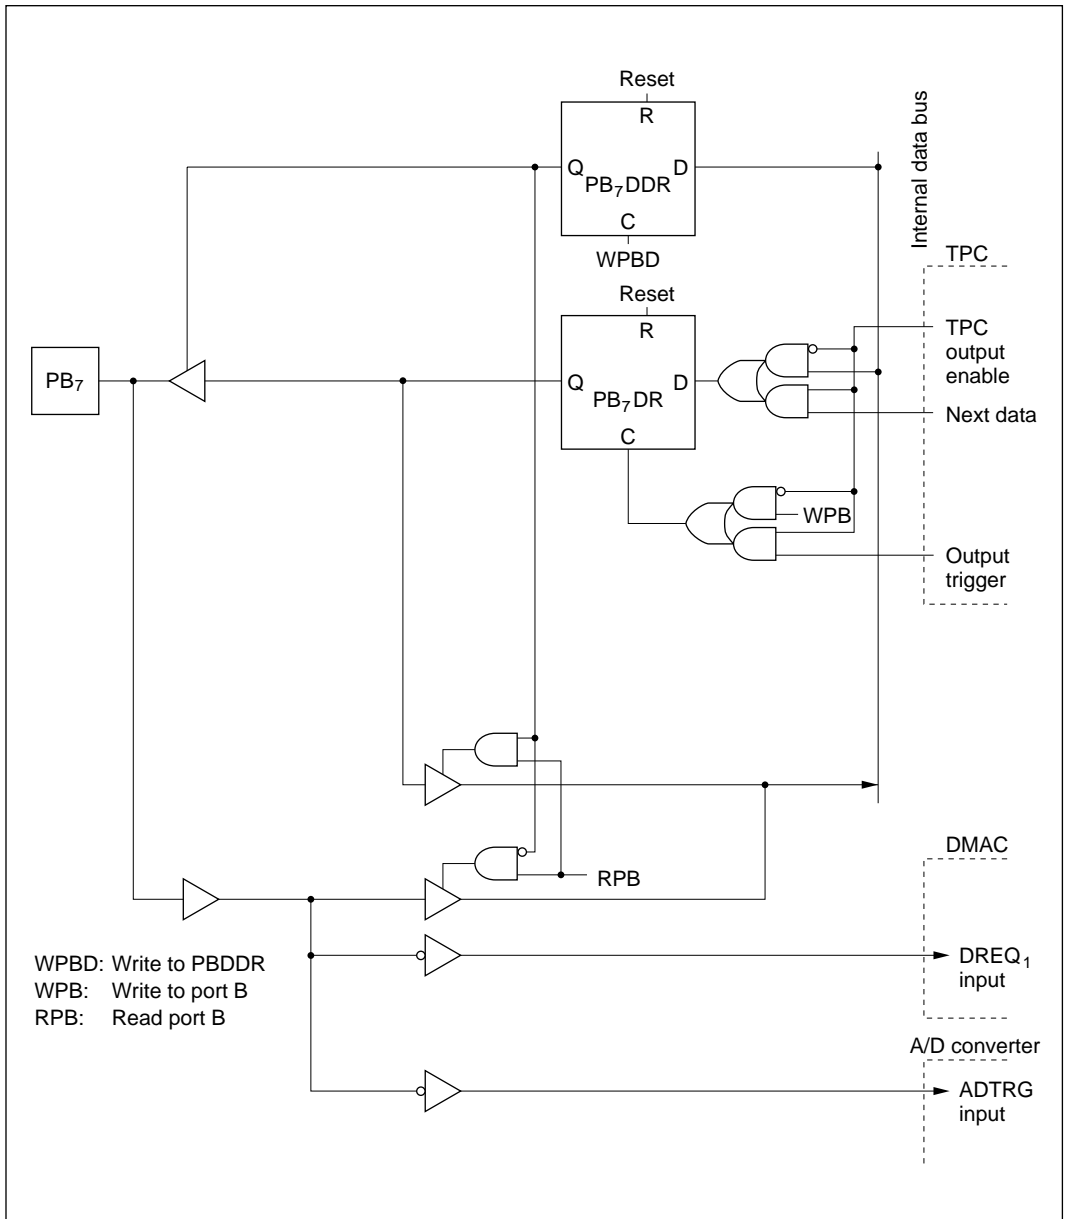 Reset
R
Q
D
PB₇DDR
C
WPBD
Internal data bus
TPC
Reset
R
TPC
output
enable
PB₇
Q
D
PB₇DR
C
Next data
WPB
Output
trigger
DMAC
RPB
WPBD: Write to PBDDR
WPB: Write to port B
RPB: Read port B
DREQ₁
input
A/D converter
ADTRG
input